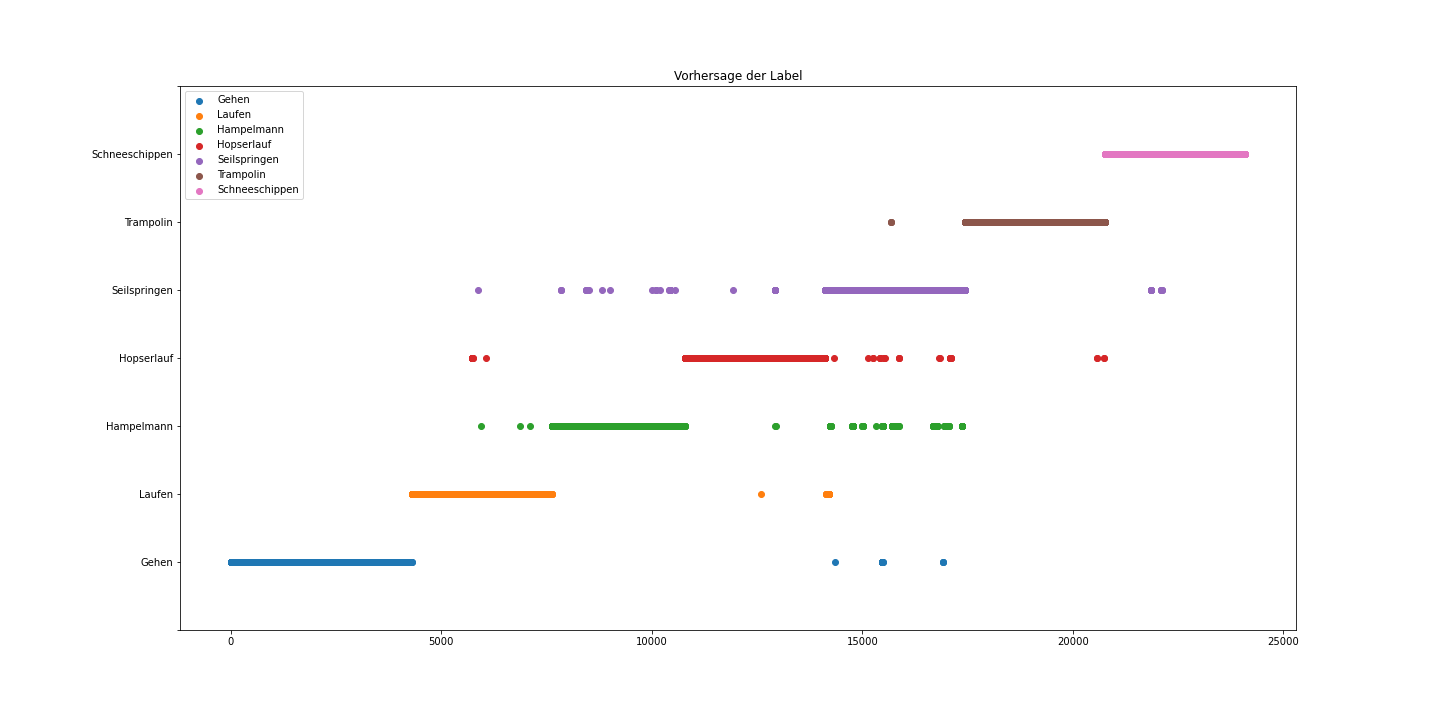 Vorhersage der Label
Gehen
Laufen
Hampelmann
Hopserlauf
Seilspringen
Trampolin
Schneeschippen
Schneeschippen
Trampolin
Seilspringen
Hopserlauf
Hampelmann
Laufen
Gehen
0 5000 10000 15000 20000 25000